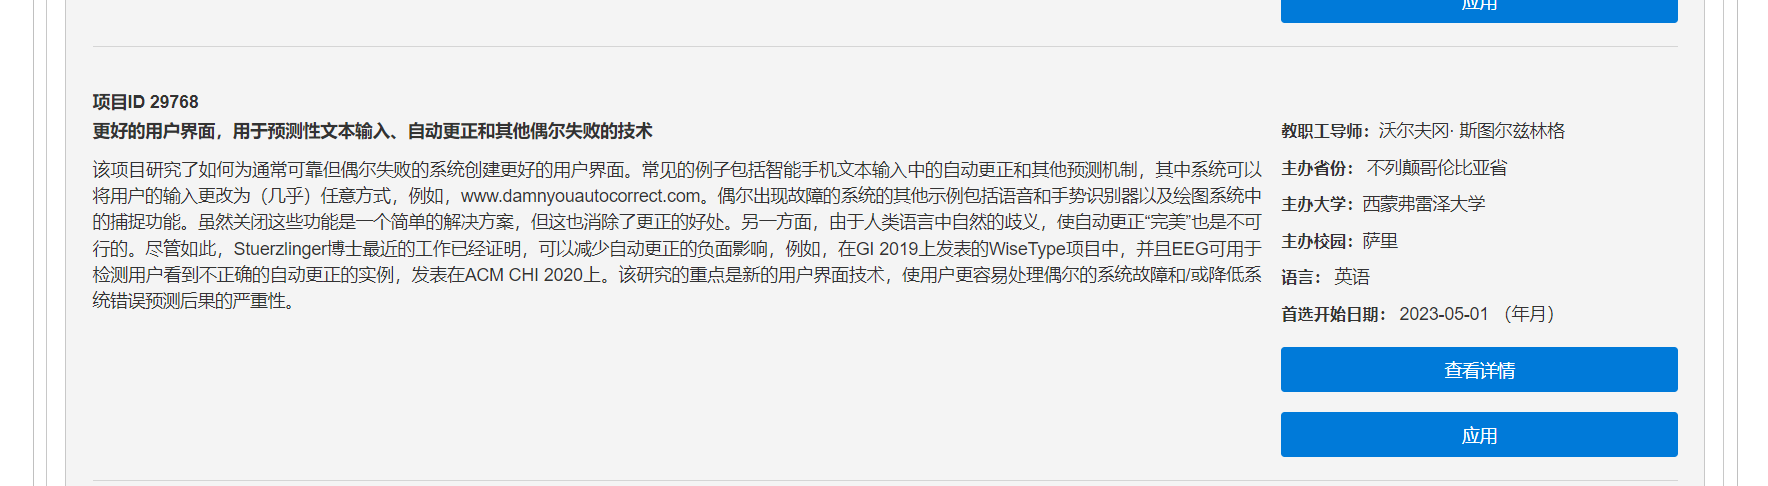 应用
项目ID 29768
更好的用户界面，用于预测性文本输入、自动更正和其他偶尔失败的技术
该项目研究了如何为通常可靠但偶尔失败的系统创建更好的用户界面。常见的例子包括智能手机文本输入中的自动更正和其他预测机制，其中系统可以
将用户的输入更改为（几乎）任意方式，例如，www.damnyouautocorrect.com。偶尔出现故障的系统的其他示例包括语音和手势识别器以及绘图系统中
的捕捉功能。虽然关闭这些功能是一个简单的解决方案，但这也消除了更正的好处。另一方面，由于人类语言中自然的歧义，使自动更正“完美”也是不可
行的。尽管如此，Stuerzlinger博士最近的工作已经证明，可以减少自动更正的负面影响，例如，在GI 2019上发表的WiseType项目中，并且EEG可用于
检测用户看到不正确的自动更正的实例，发表在ACM CHI 2020上。该研究的重点是新的用户界面技术，使用户更容易处理偶尔的系统故障和/或降低系
统错误预测后果的严重性。
教职工导师：沃尔夫冈· 斯图尔兹林格
主办省份： 不列颠哥伦比亚省
主办大学：西蒙弗雷泽大学
主办校园：萨里
语言： 英语
首选开始日期： 2023-05-01 （年月）
查看详情
应用